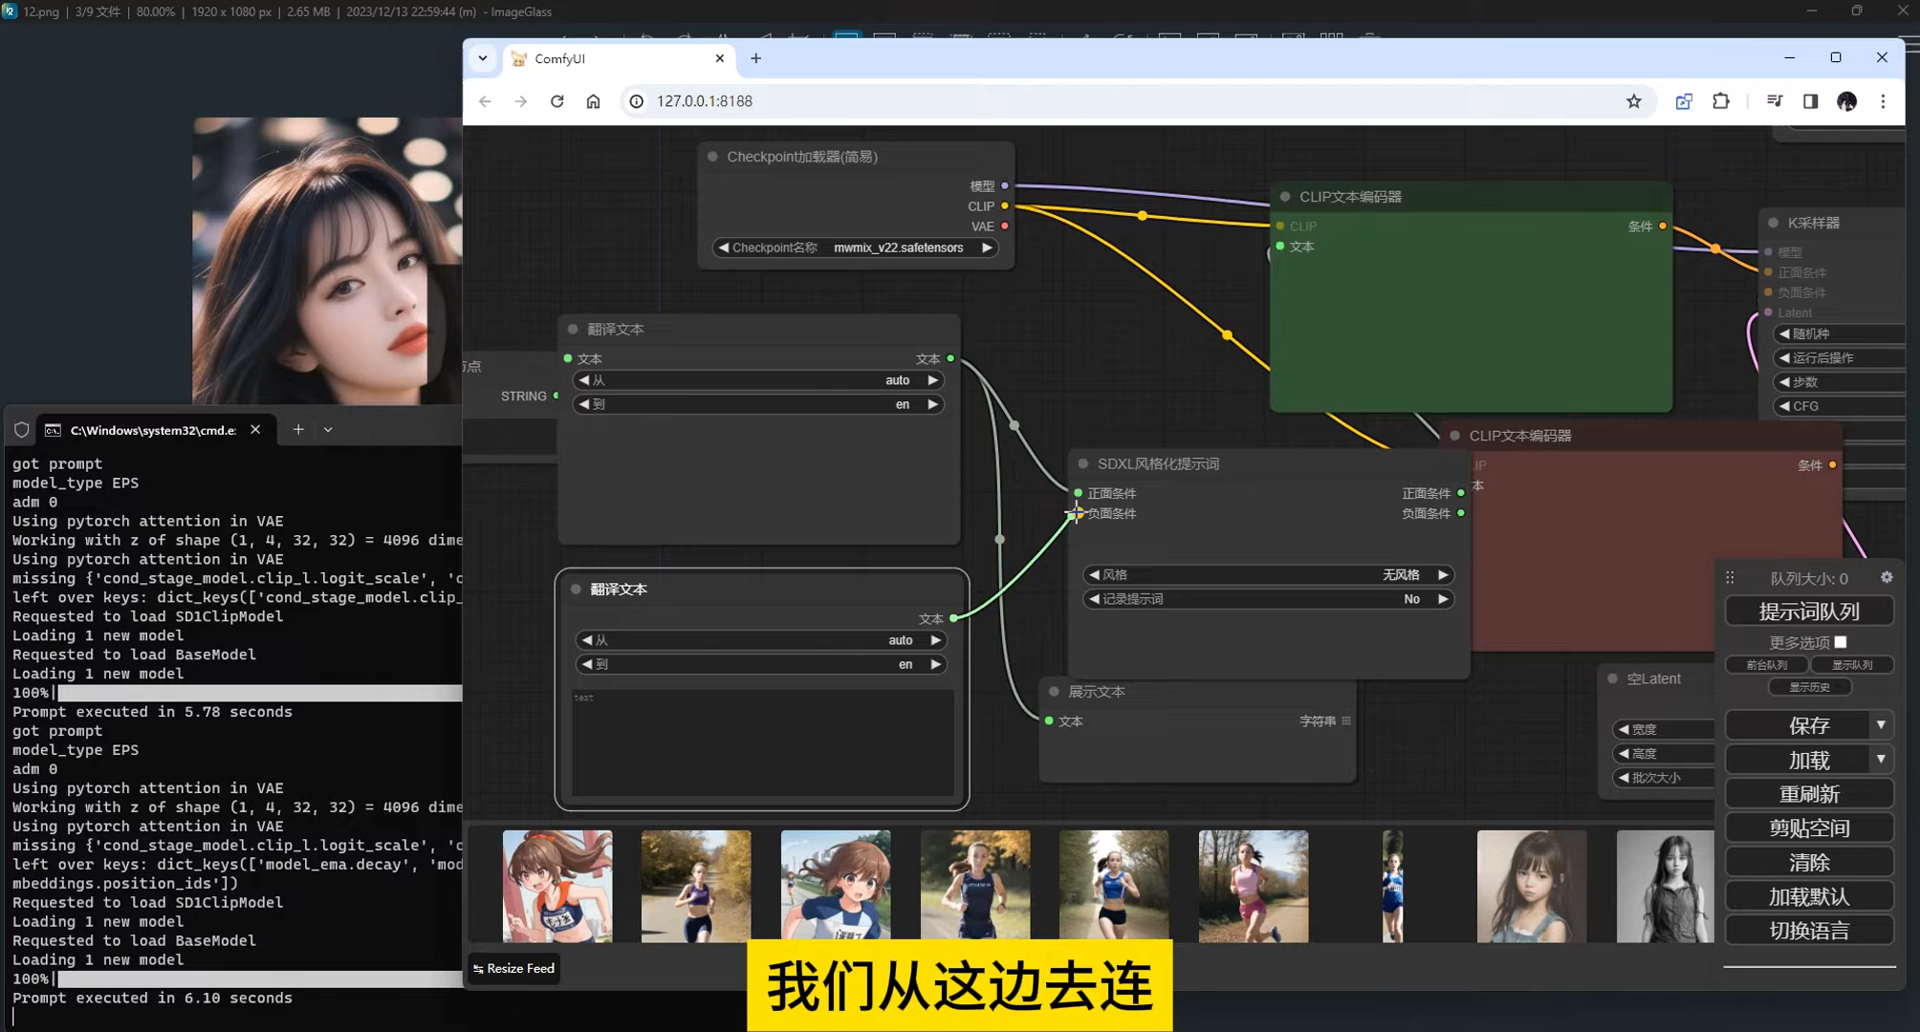 12.png | 3/9 文件 | 80.00% | 1920 x 1080 px | 2.65 MB | 2023/12/13 22:59:44 (m) - ImageGlass
ComfyUI
127.0.0.1:8188
Checkpoint加载器(简易)
模型
CLIP
VAE
Checkpoint名称 mwmix_v22.safetensors
CLIP文本编码器
CLIP
条件
文本
K采样器
模型
正面条件
负面条件
Latent
随机种
运行后操作
步数
CFG
节点
STRING
翻译文本
文本
文本
从 auto
到 en
翻译文本
文本
从 auto
到 en
text
SDXL风格化提示词
正面条件
正面条件
负面条件
负面条件
风格 无风格
记录提示词 No
CLIP文本编码器
条件
本
展示文本
文本
字符串
空Latent
宽度
高度
批次大小
队列大小: 0
提示词队列
更多选项
前台队列
显示队列
显示历史
保存
加载
重刷新
剪贴空间
清除
加载默认
切换语言
C:\Windows\system32\cmd.e
got prompt
model_type EPS
adm 0
Using pytorch attention in VAE
Working with z of shape (1, 4, 32, 32) = 4096 dime
Using pytorch attention in VAE
missing {'cond_stage_model.clip_l.logit_scale', 'c
left over keys: dict_keys(['cond_stage_model.clip_
Requested to load SD1ClipModel
Loading 1 new model
Requested to load BaseModel
Loading 1 new model
100%|
Prompt executed in 5.78 seconds
got prompt
model_type EPS
adm 0
Using pytorch attention in VAE
Working with z of shape (1, 4, 32, 32) = 4096 dime
Using pytorch attention in VAE
missing {'cond_stage_model.clip_l.logit_scale', 'c
left over keys: dict_keys(['model_ema.decay', 'mod
mbeddings.position_ids'])
Requested to load SD1ClipModel
Loading 1 new model
Requested to load BaseModel
Loading 1 new model
100%|
Prompt executed in 6.10 seconds
Resize Feed
我们从这边去连